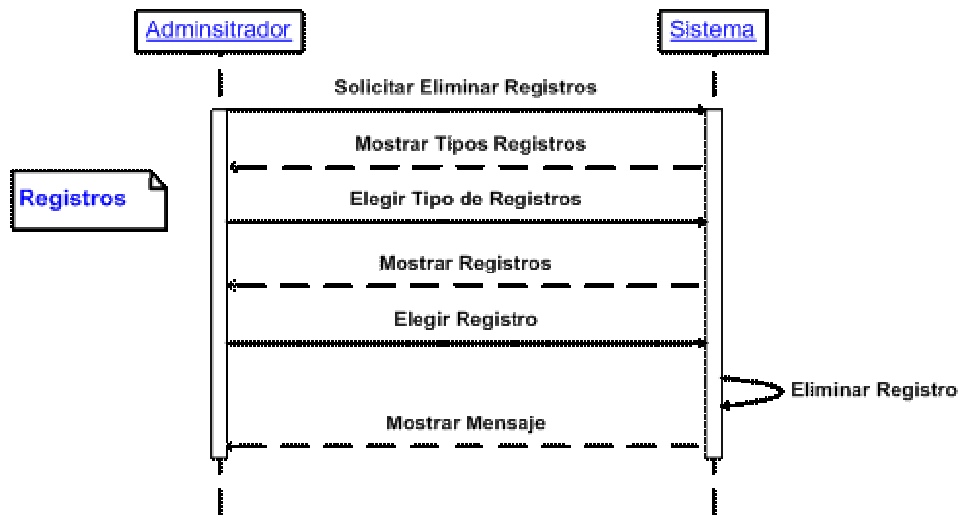 Adminsitrador
Sistema
Solicitar Eliminar Registros
Mostrar Tipos Registros
Registros
Elegir Tipo de Registros
Mostrar Registros
Elegir Registro
Eliminar Registro
Mostrar Mensaje